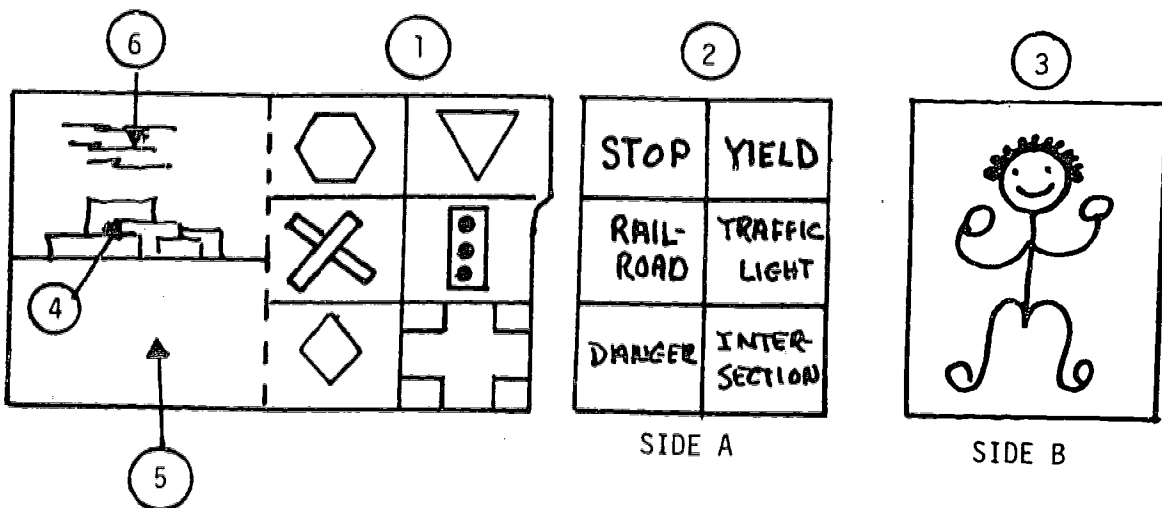 6
1
2
3
STOP YIELD
RAIL- TRAFFIC
ROAD LIGHT
4
DANGER INTER-
SECTION
SIDE A
SIDE B
5